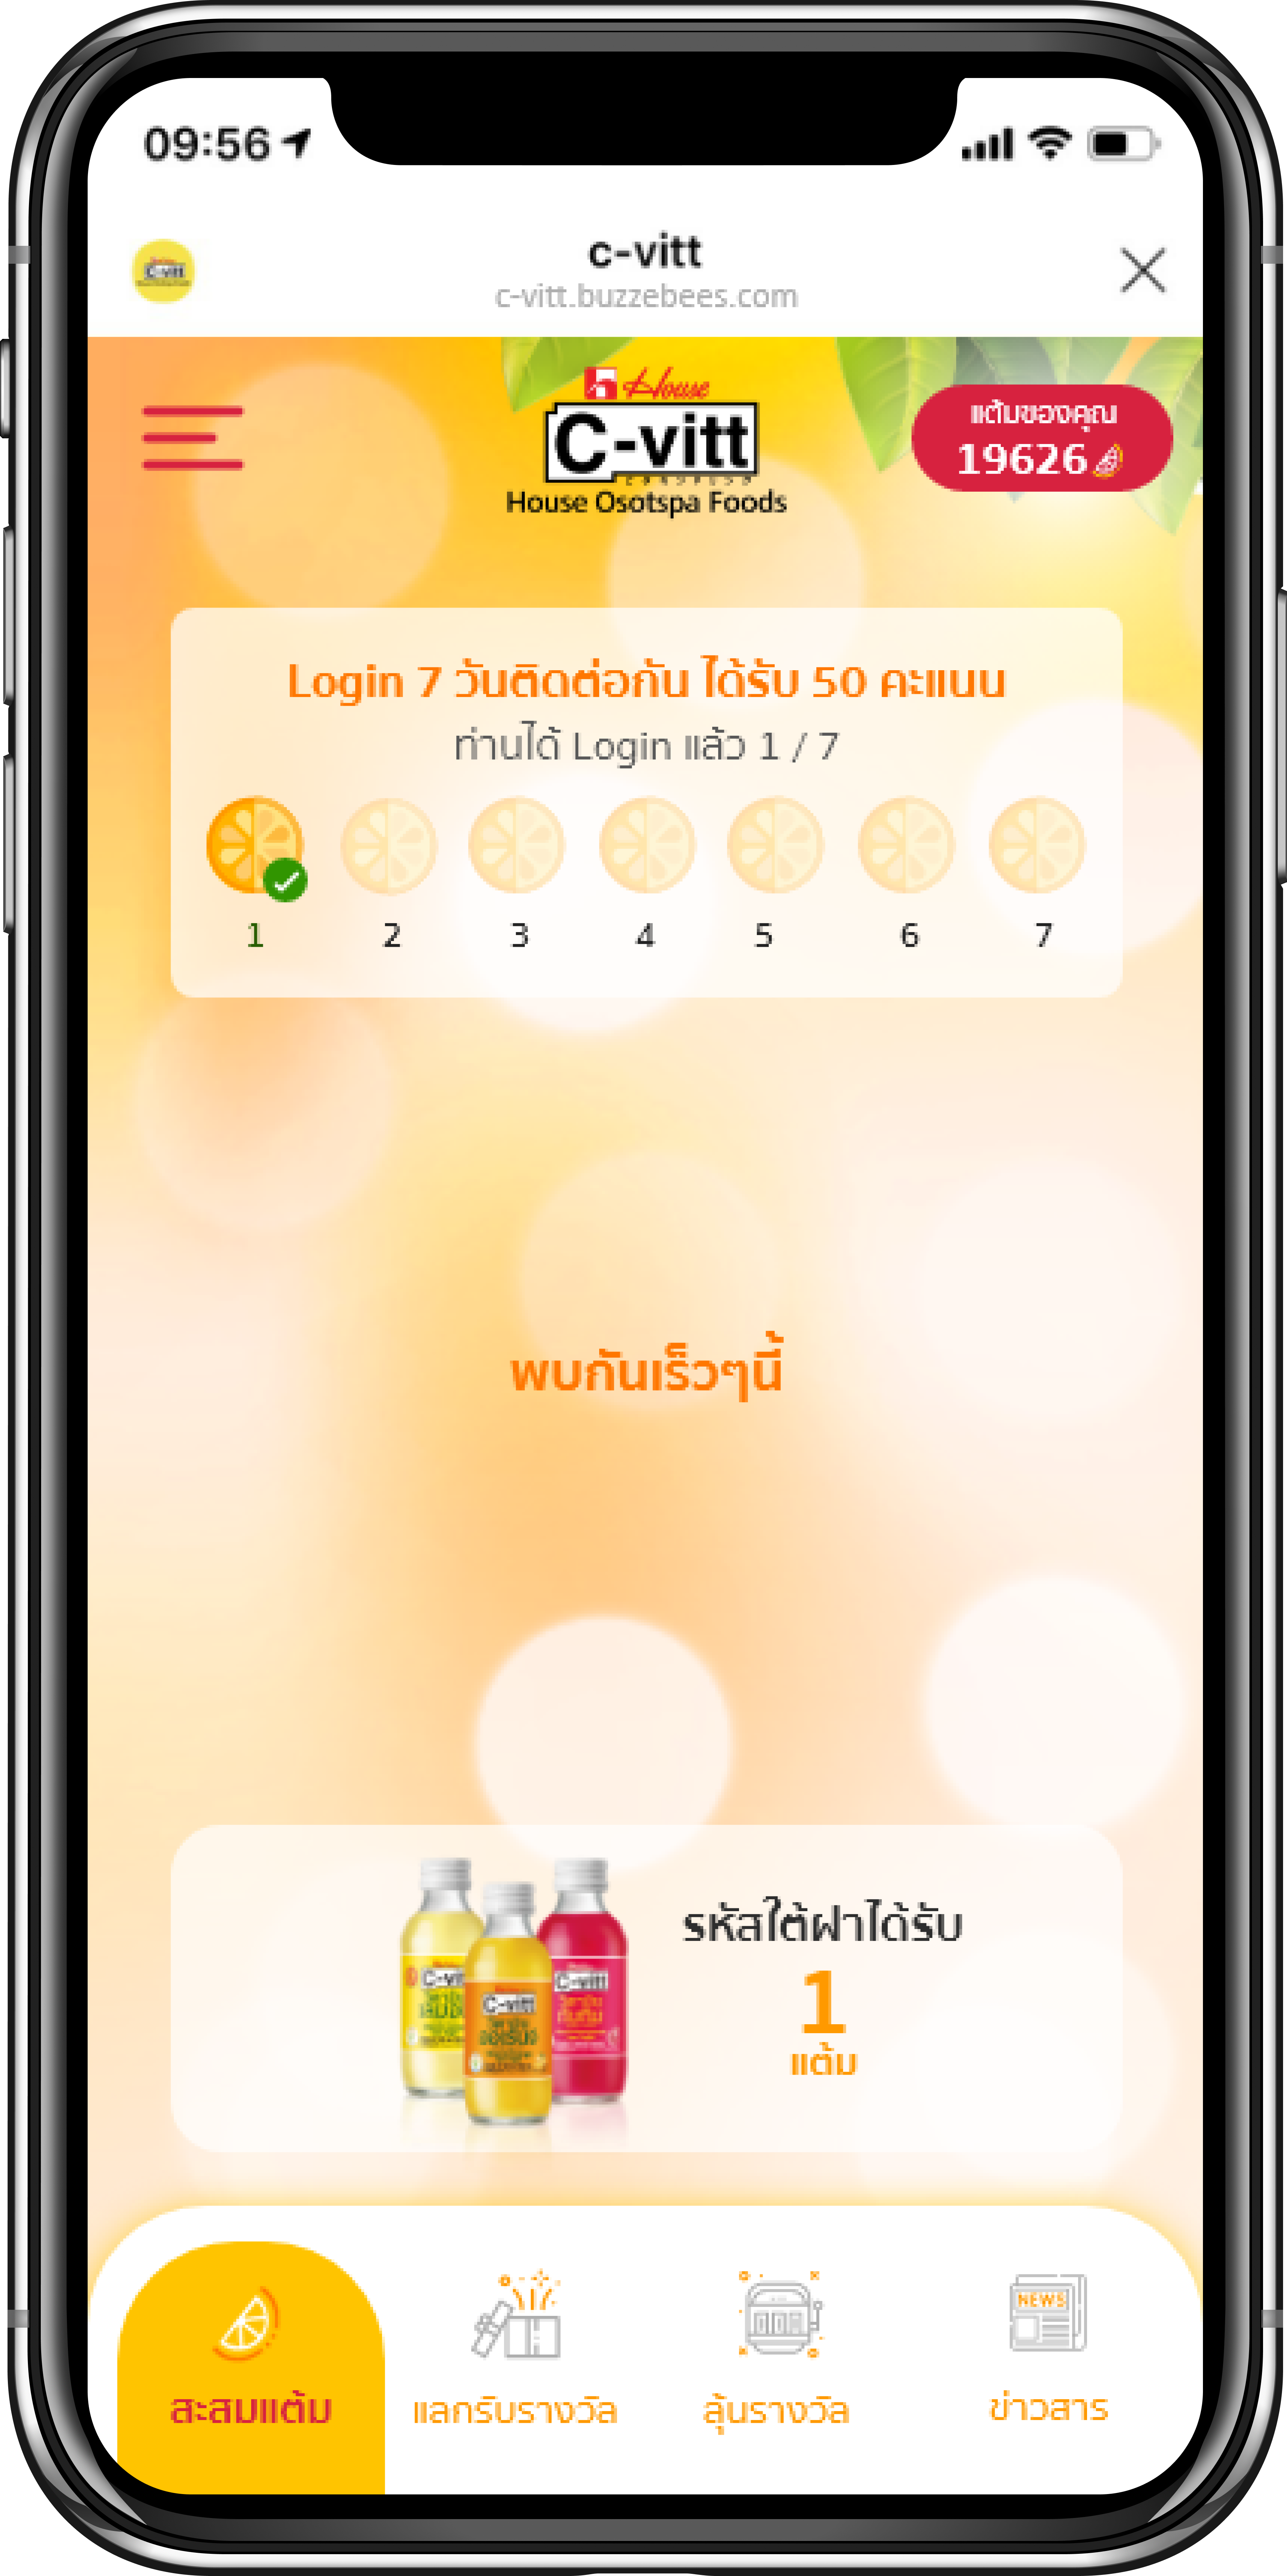 09:56
c-vitt
c-vitt.buzzebees.com
House
C-vitt
House Osotspa Foods
แต้มของคุณ
19626
Login 7 วันติดต่อกัน ได้รับ 50 คะแนน
ท่านได้ Login แล้ว 1 / 7
1 2 3 4 5 6 7
พบกันเร็วๆนี้
รหัสใต้ฝาได้รับ
1
แต้ม
C-vitt
C-vitt
NEWS
สะสมแต้ม แลกรับรางวัล ลุ้นรางวัล ข่าวสาร